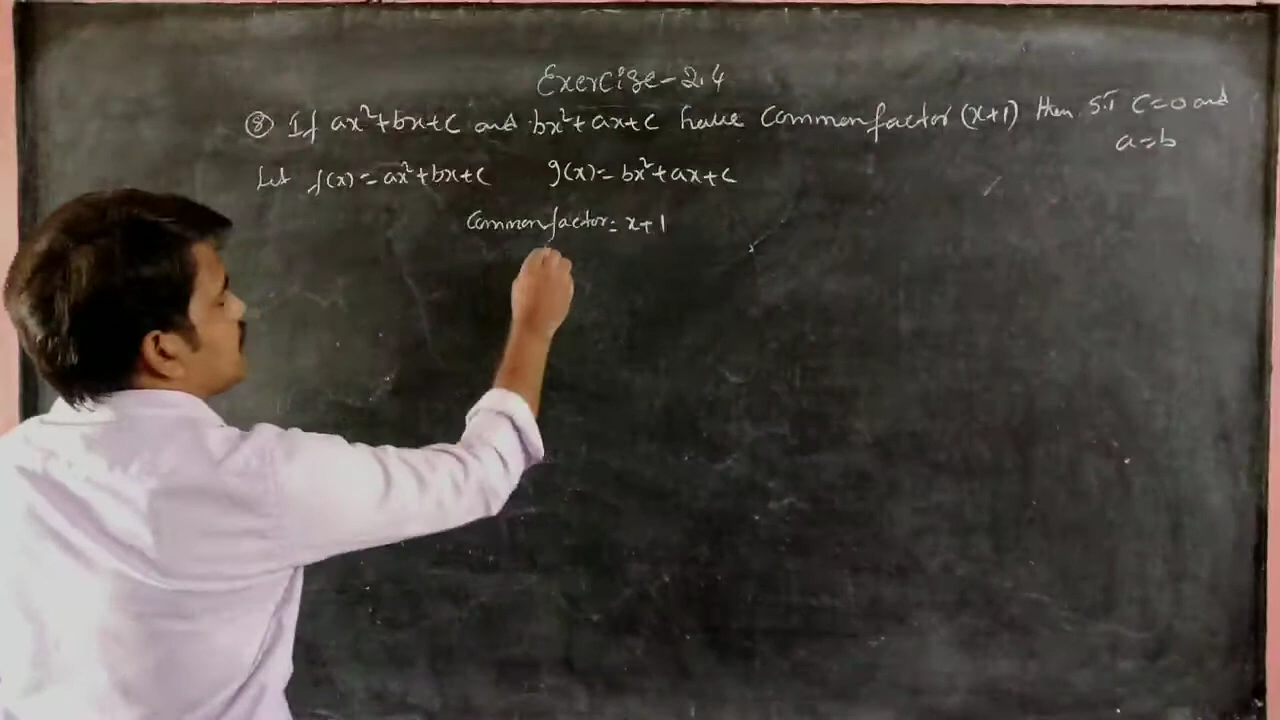 Exercise-2.4
⑧ If ax²+bx+c and bx²+ax+c have Common factor (x+1) then S.T C=0 and
a=b
Let f(x)=ax²+bx+c g(x)=bx²+ax+c
Common factor= x+1